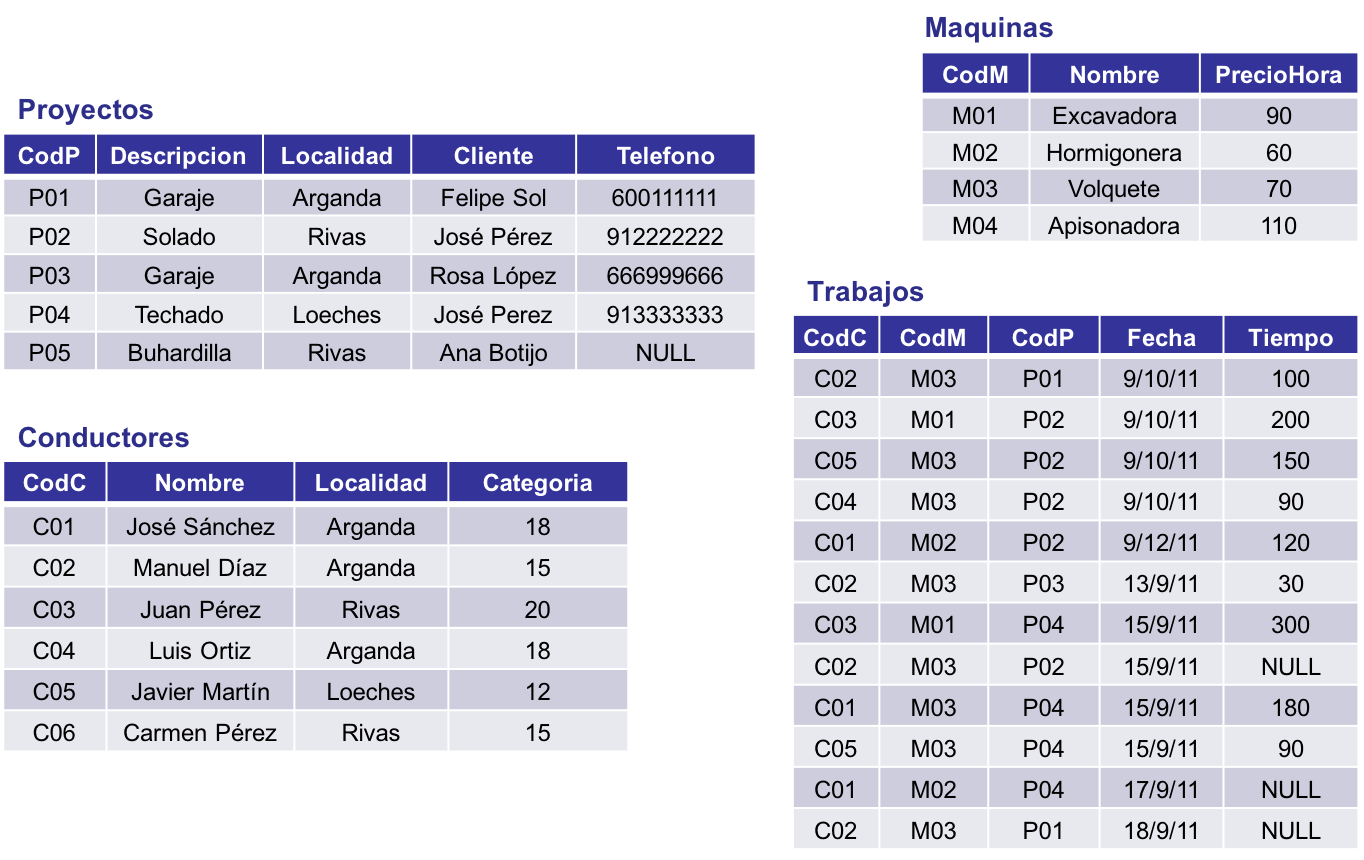 Proyectos
CodP Descripcion Localidad Cliente Telefono
P01 Garaje Arganda Felipe Sol 600111111
P02 Solado Rivas José Pérez 912222222
P03 Garaje Arganda Rosa López 666999666
P04 Techado Loeches José Perez 913333333
P05 Buhardilla Rivas Ana Botijo NULL
Conductores
CodC Nombre Localidad Categoria
C01 José Sánchez Arganda 18
C02 Manuel Díaz Arganda 15
C03 Juan Pérez Rivas 20
C04 Luis Ortiz Arganda 18
C05 Javier Martín Loeches 12
C06 Carmen Pérez Rivas 15
Maquinas
CodM Nombre PrecioHora
M01 Excavadora 90
M02 Hormigonera 60
M03 Volquete 70
M04 Apisonadora 110
Trabajos
CodC CodM CodP Fecha Tiempo
C02 M03 P01 9/10/11 100
C03 M01 P02 9/10/11 200
C05 M03 P02 9/10/11 150
C04 M03 P02 9/10/11 90
C01 M02 P02 9/12/11 120
C02 M03 P03 13/9/11 30
C03 M01 P04 15/9/11 300
C02 M03 P02 15/9/11 NULL
C01 M03 P04 15/9/11 180
C05 M03 P04 15/9/11 90
C01 M02 P04 17/9/11 NULL
C02 M03 P01 18/9/11 NULL